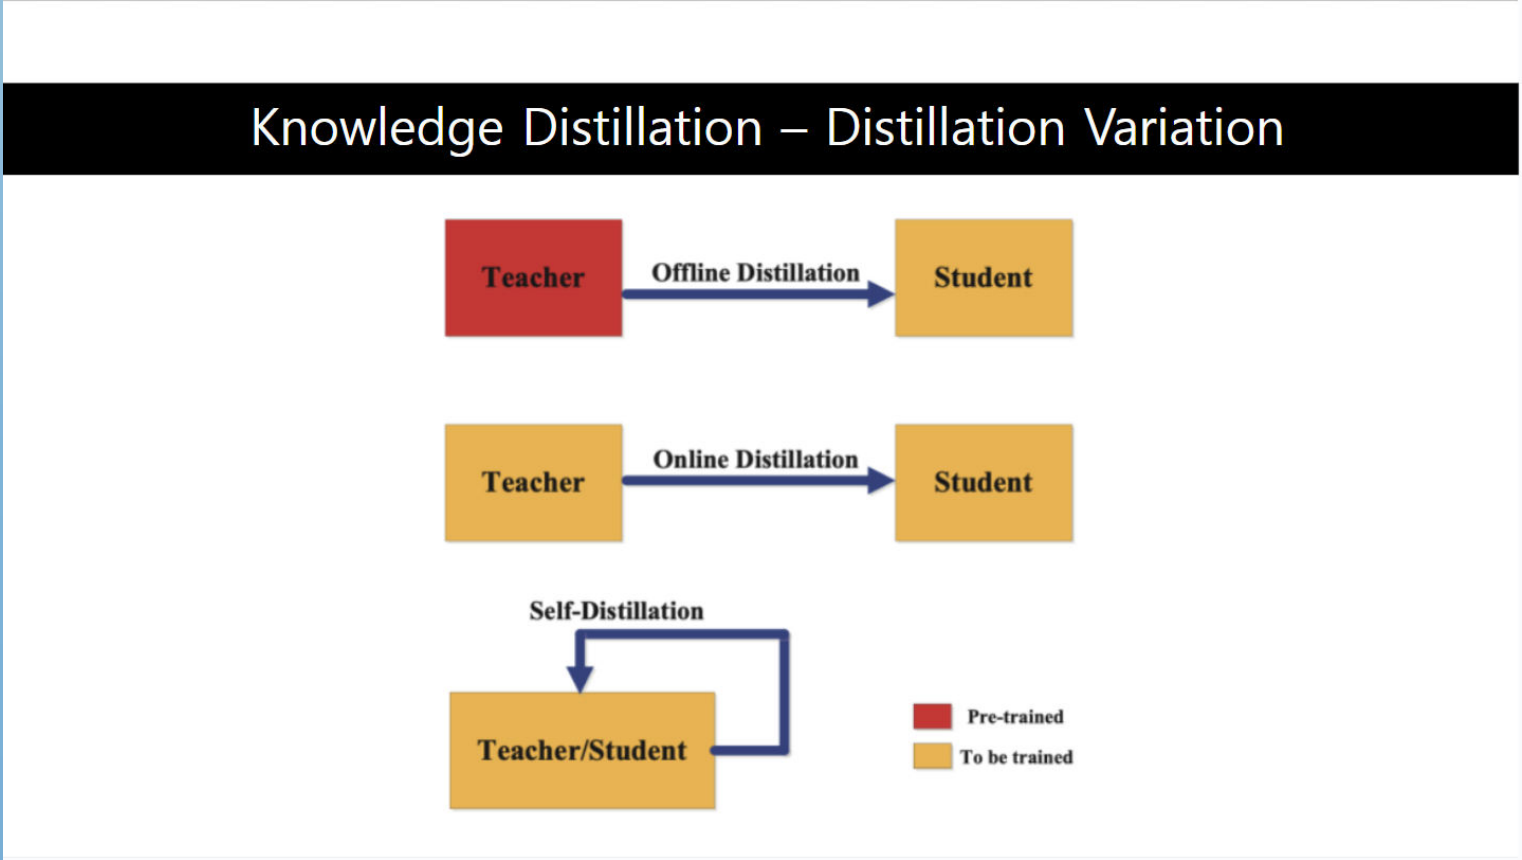 Knowledge Distillation – Distillation Variation
Teacher
Offline Distillation
Student
Teacher
Online Distillation
Student
Self-Distillation
Teacher/Student
Pre-trained
To be trained